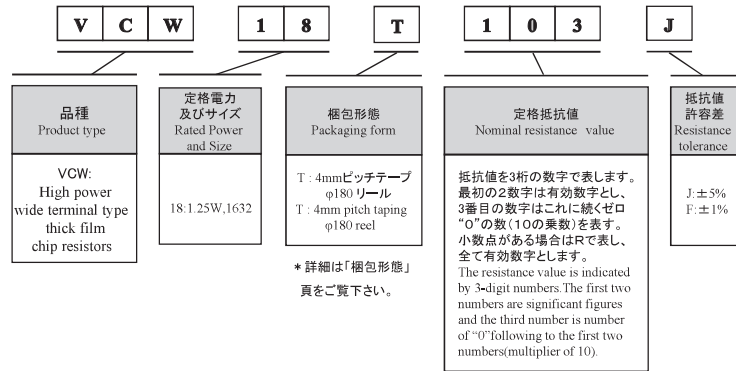 V C W 1 8 T 1 0 3 J
品種
Product type
VCW:
High power
wide terminal type
thick film
chip resistors
定格電力
及びサイズ
Rated Power
and Size
18:1.25W,1632
梱包形態
Packaging form
T : 4mmピッチテープ
φ180 リール
T : 4mm pitch taping
φ180 reel
＊詳細は「梱包形態」
頁をご覧下さい。
定格抵抗値
Nominal resistance value
抵抗値を3桁の数字で表します。
最初の2数字は有効数字とし、
3番目の数字はこれに続くゼロ
“0”の数(10の乗数)を表す。
小数点がある場合はRで表し、
全て有効数字とします。
The resistance value is indicated
by 3-digit numbers.The first two
numbers are significant figures
and the third number is number
of “0”following to the first two
numbers(multiplier of 10).
抵抗値
許容差
Resistance
tolerance
J:±5%
F:±1%